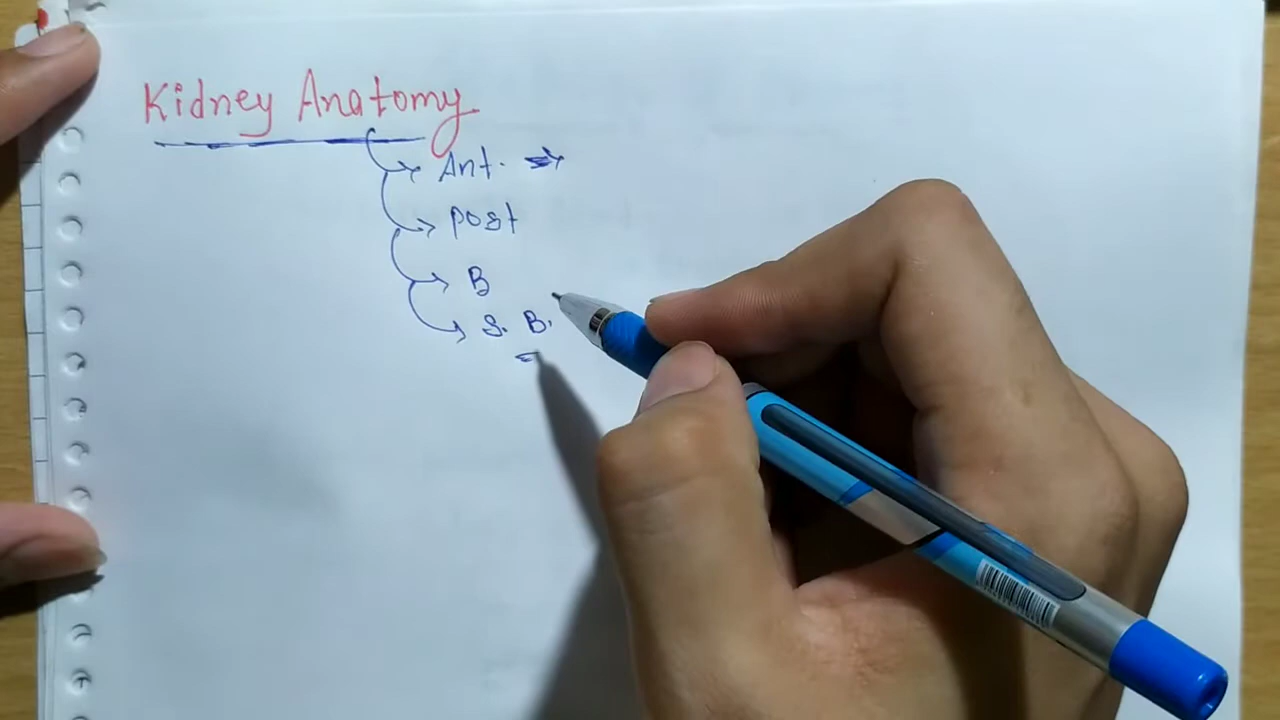 Kidney Anatomy
Ant. →
Post
B
S. B.